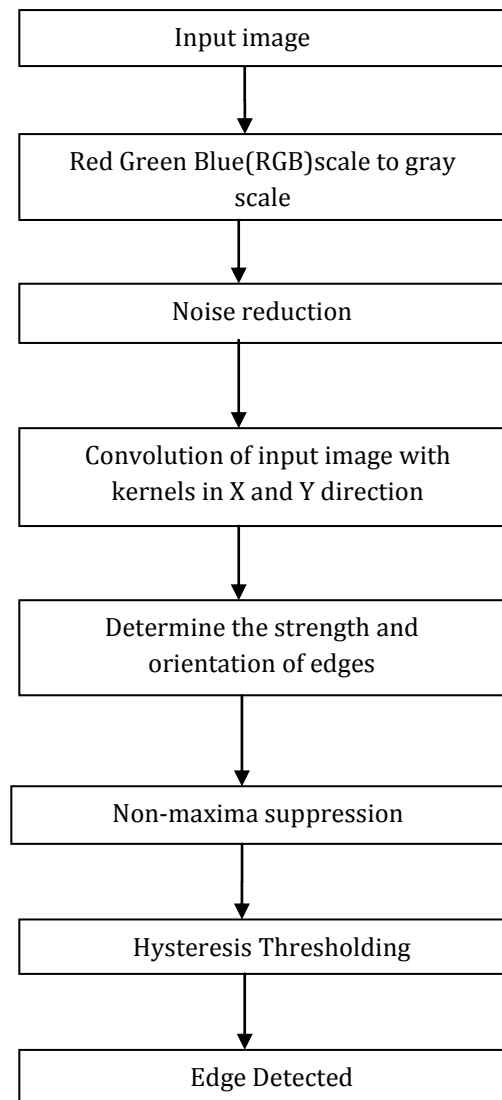 Input image
Red Green Blue(RGB)scale to gray
scale
Noise reduction
Convolution of input image with
kernels in X and Y direction
Determine the strength and
orientation of edges
Non-maxima suppression
Hysteresis Thresholding
Edge Detected